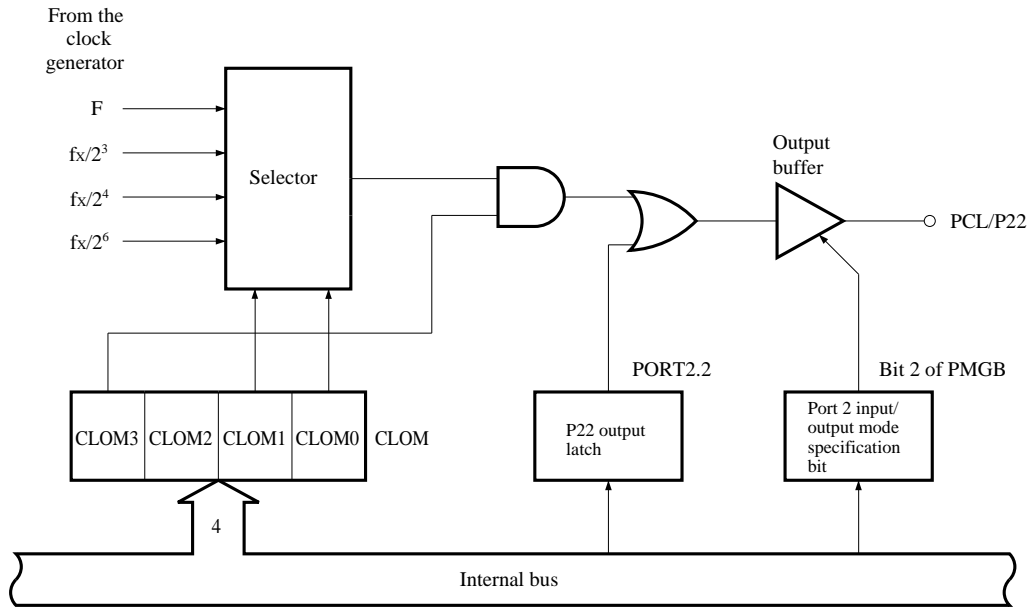 From the
clock
generator
F
fx/2³
fx/2⁴
fx/2⁶
Selector
Output
buffer
PCL/P22
PORT2.2
Bit 2 of PMGB
CLOM3 CLOM2 CLOM1 CLOM0 CLOM
P22 output
latch
Port 2 input/
output mode
specification
bit
4
Internal bus